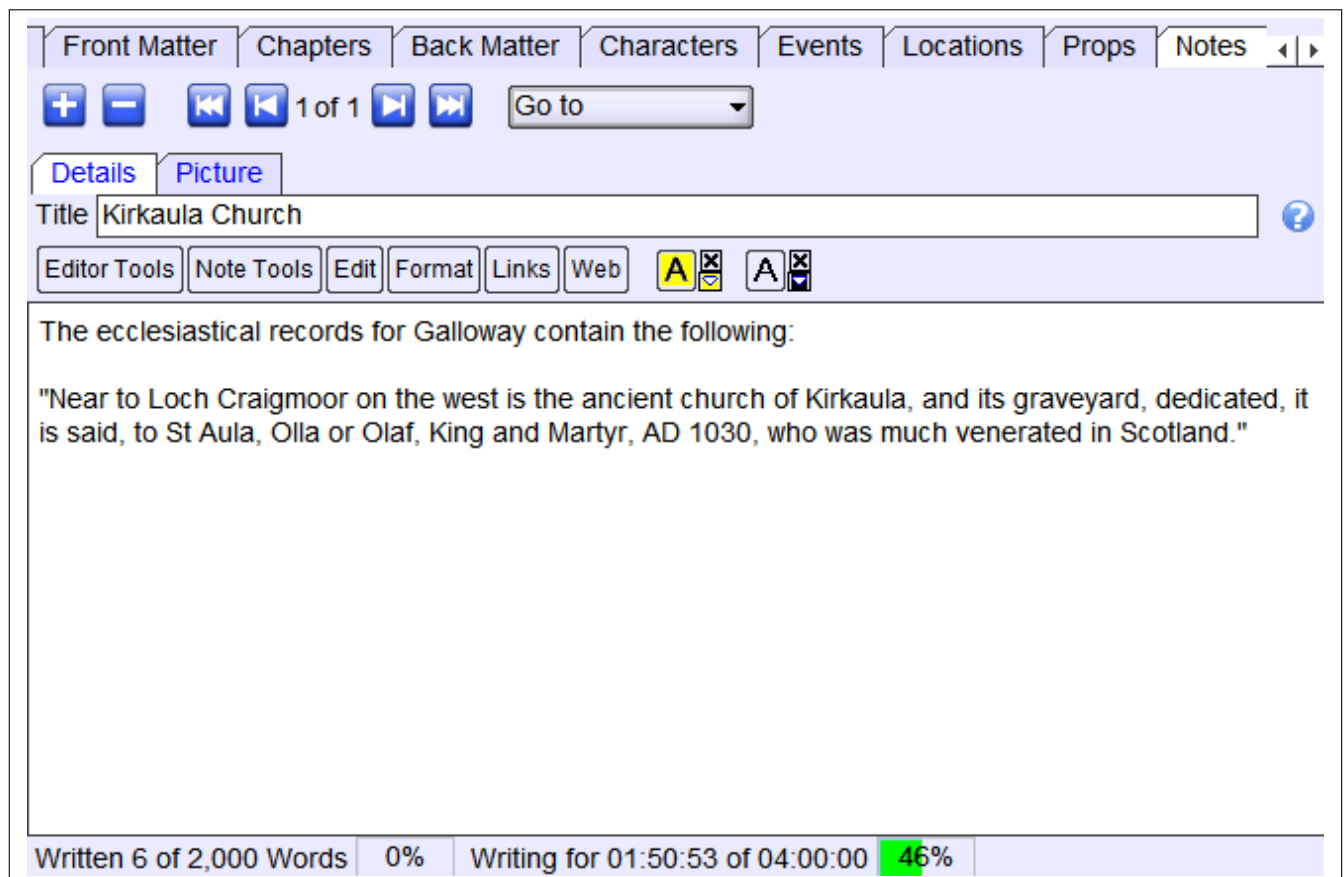 Front Matter Chapters Back Matter Characters Events Locations Props Notes
1 of 1 Go to
Details Picture
Title Kirkaula Church
Editor Tools Note Tools Edit Format Links Web A A
The ecclesiastical records for Galloway contain the following:
"Near to Loch Craigmoor on the west is the ancient church of Kirkaula, and its graveyard, dedicated, it
is said, to St Aula, Olla or Olaf, King and Martyr, AD 1030, who was much venerated in Scotland."
Written 6 of 2,000 Words 0% Writing for 01:50:53 of 04:00:00 46%